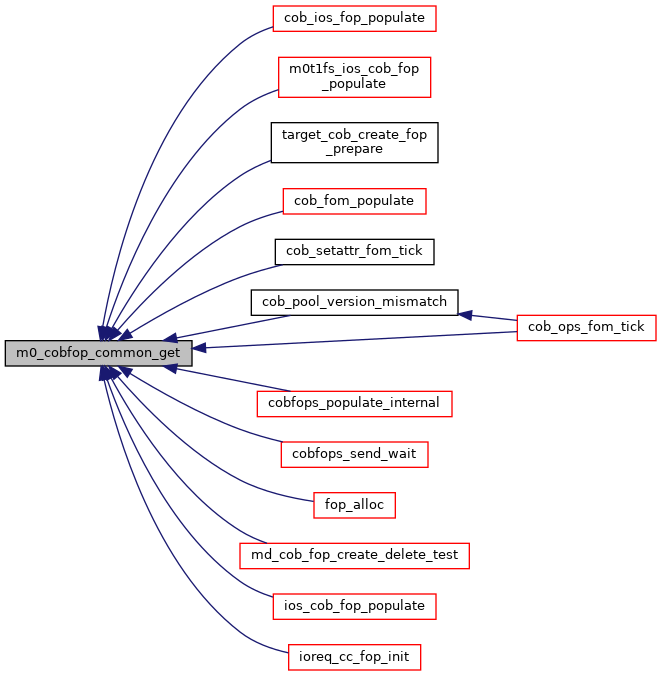 cob_ios_fop_populate
m0t1fs_ios_cob_fop
_populate
target_cob_create_fop
_prepare
cob_fom_populate
cob_setattr_fom_tick
cob_pool_version_mismatch
cob_ops_fom_tick
m0_cobfop_common_get
cobfops_populate_internal
cobfops_send_wait
fop_alloc
md_cob_fop_create_delete_test
ios_cob_fop_populate
ioreq_cc_fop_init